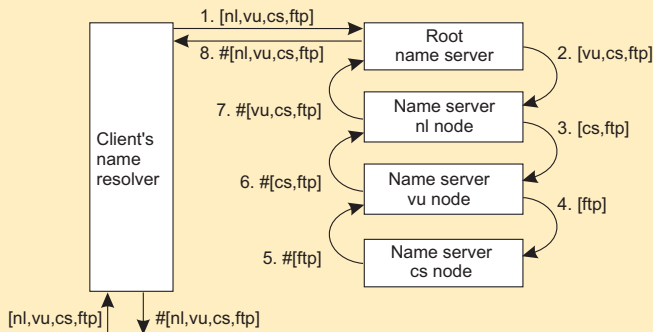 1. [nl,vu,cs,ftp]
8. #[nl,vu,cs,ftp]
Root
name server
2. [vu,cs,ftp]
7. #[vu,cs,ftp]
Name server
nl node
3. [cs,ftp]
Client's
name
resolver
6. #[cs,ftp]
Name server
vu node
4. [ftp]
5. #[ftp]
Name server
cs node
[nl,vu,cs,ftp]
#[nl,vu,cs,ftp]